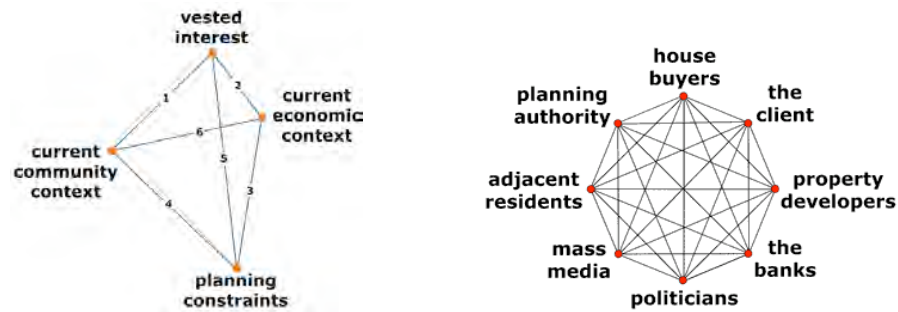 vested
interest
1
2
current
economic
context
6
5
current
community
context
3
4
planning
constraints
house
buyers
planning
authority
the
client
adjacent
residents
property
developers
mass
media
the
banks
politicians